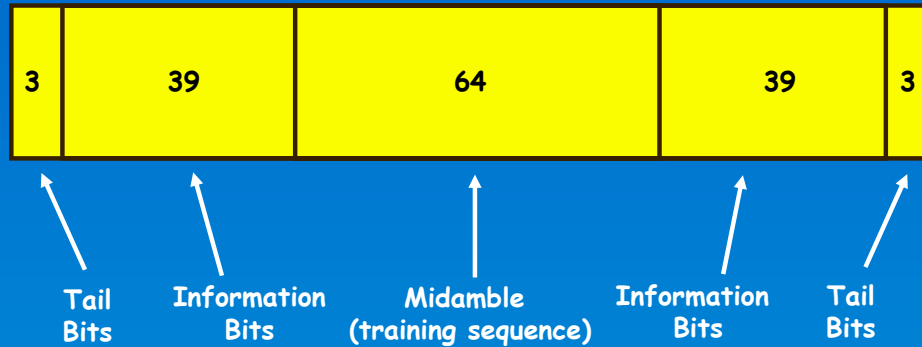 3 39 64 39 3
Tail Information Midamble Information Tail
Bits Bits (training sequence) Bits Bits